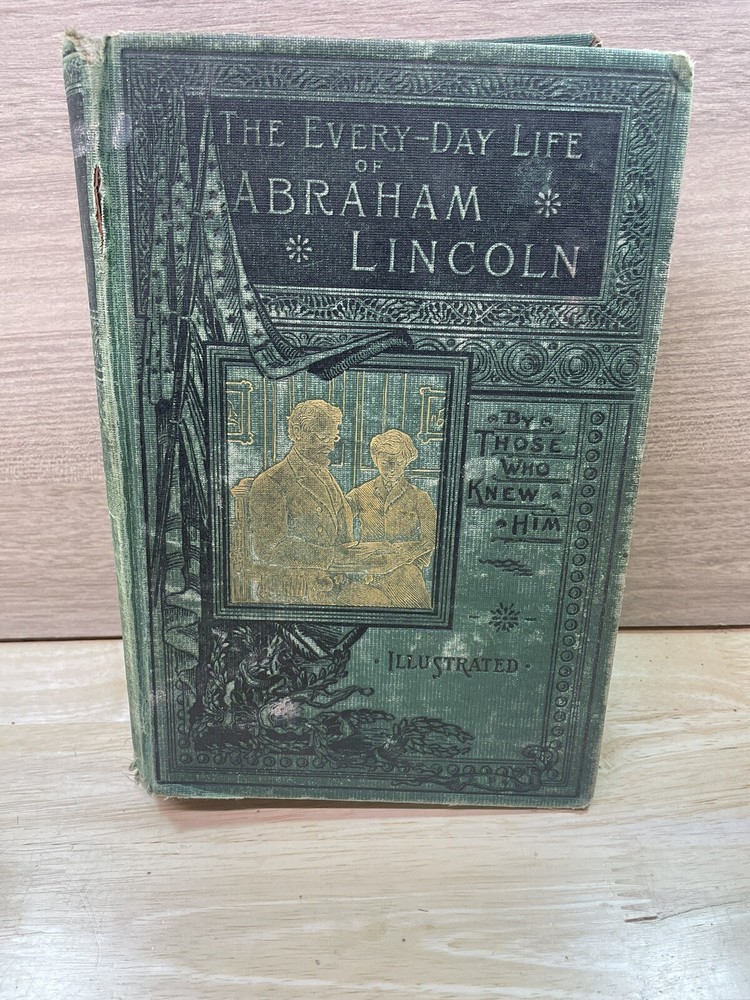 THE EVERY-DAY LIFE
OF
ABRAHAM
LINCOLN
BY
THOSE
WHO
KNEW
HIM
ILLUSTRATED